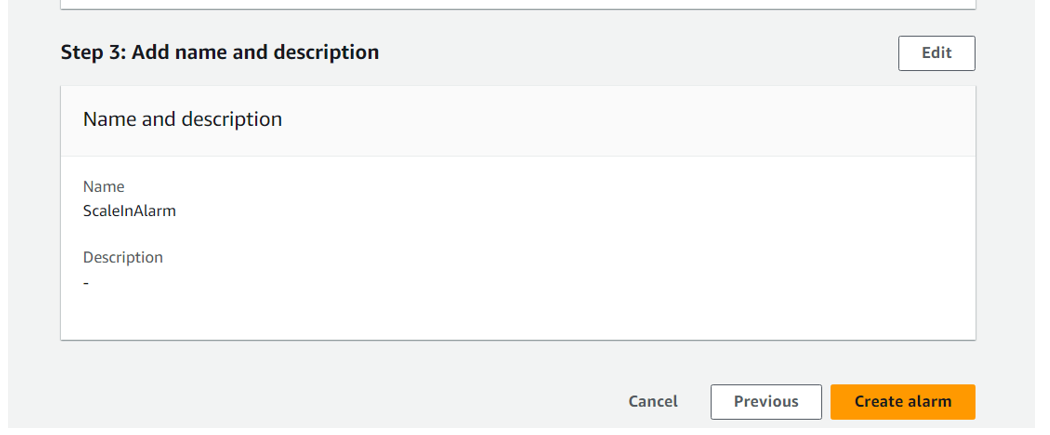 Step 3: Add name and description
Edit
Name and description
Name
ScaleInAlarm
Description
-
Cancel
Previous
Create alarm